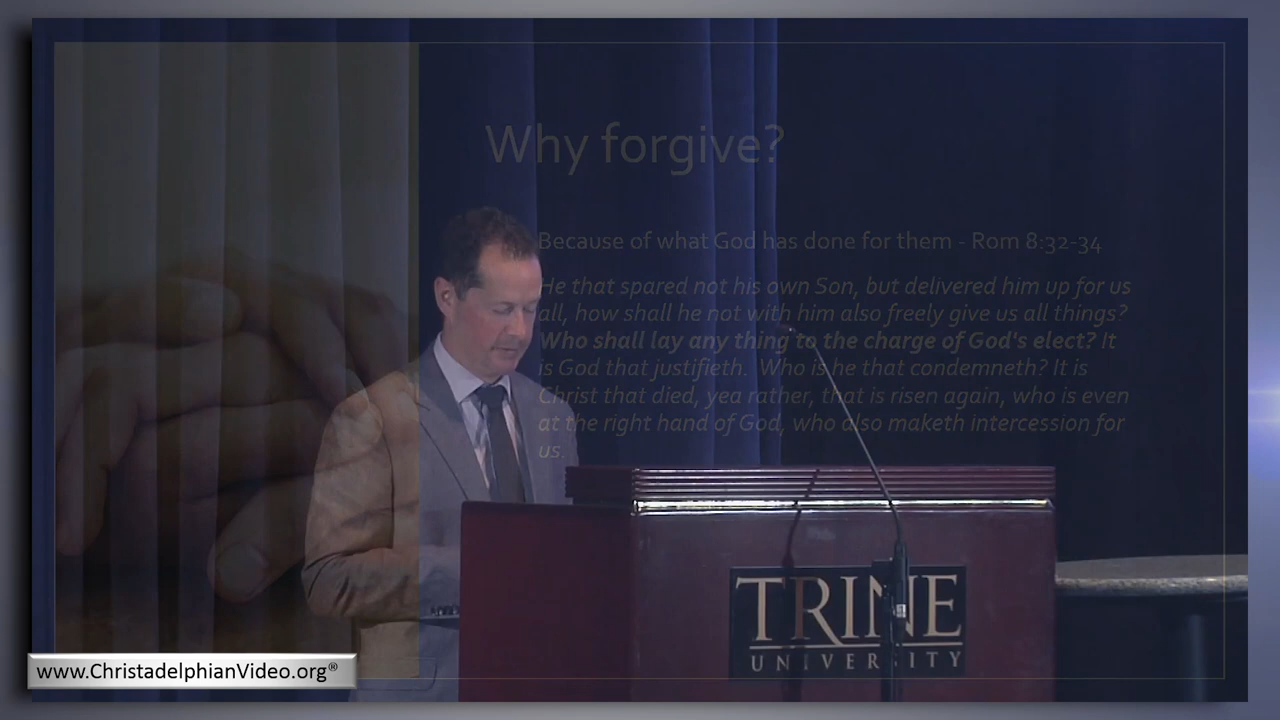 Why forgive?
Because of what God has done for them - Rom 8:32-34
He that spared not his own Son, but delivered him up for us
all, how shall he not with him also freely give us all things?
Who shall lay any thing to the charge of God's elect? It
is God that justifieth. Who is he that condemneth? It is
Christ that died, yea rather, that is risen again, who is even
at the right hand of God, who also maketh intercession for
us.
TRINE
UNIVERSITY
www.ChristadelphianVideo.org®